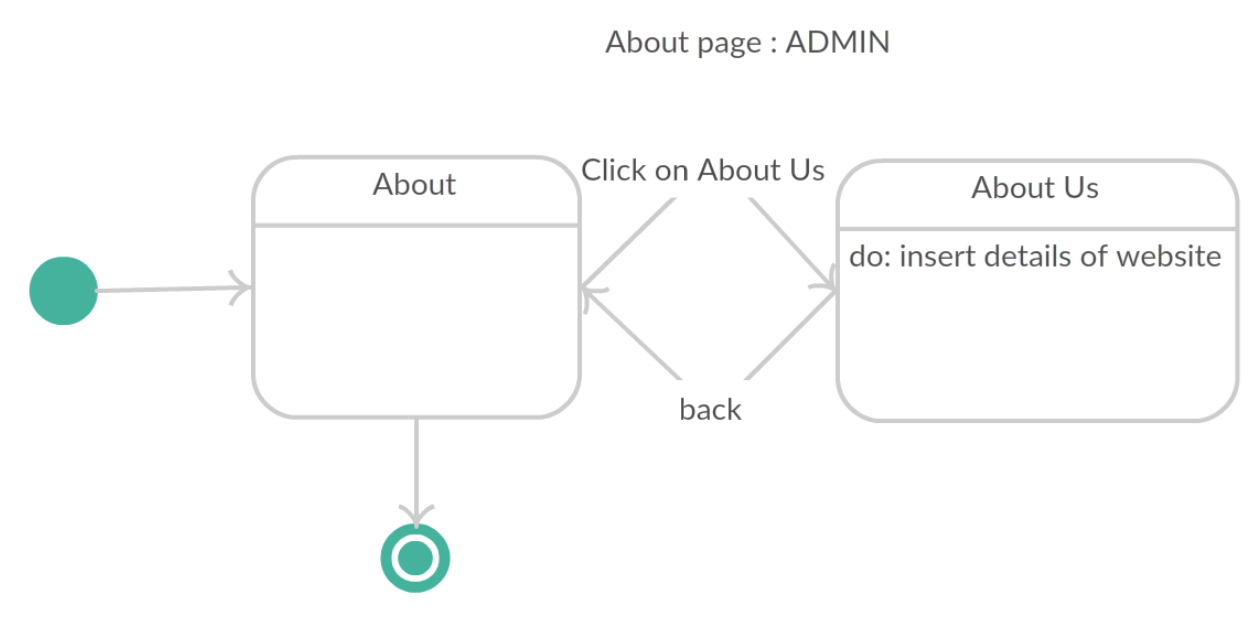 About page : ADMIN
About
Click on About Us
About Us
do: insert details of website
back